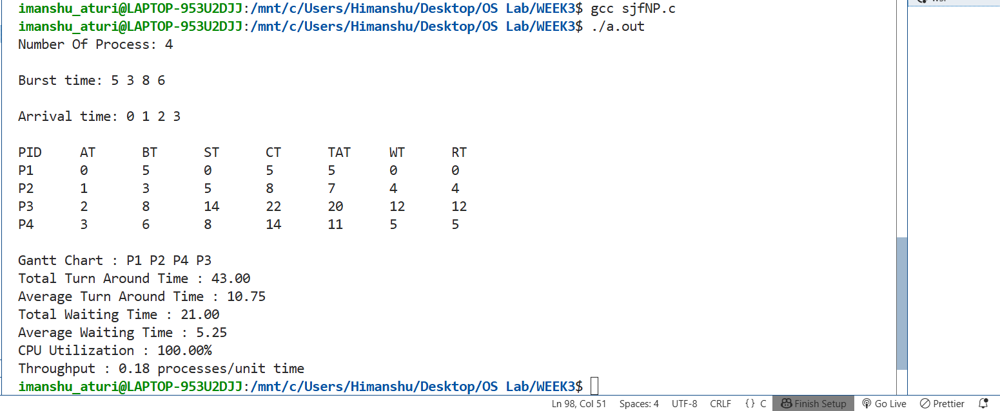 imanshu_aturi@LAPTOP-953U2DJJ:/mnt/c/Users/Himanshu/Desktop/OS Lab/WEEK3$ gcc sjfNP.c
imanshu_aturi@LAPTOP-953U2DJJ:/mnt/c/Users/Himanshu/Desktop/OS Lab/WEEK3$ ./a.out
Number Of Process: 4
Burst time: 5 3 8 6
Arrival time: 0 1 2 3
PID AT BT ST CT TAT WT RT
P1 0 5 0 5 5 0 0
P2 1 3 5 8 7 4 4
P3 2 8 14 22 20 12 12
P4 3 6 8 14 11 5 5
Gantt Chart : P1 P2 P4 P3
Total Turn Around Time : 43.00
Average Turn Around Time : 10.75
Total Waiting Time : 21.00
Average Waiting Time : 5.25
CPU Utilization : 100.00%
Throughput : 0.18 processes/unit time
imanshu_aturi@LAPTOP-953U2DJJ:/mnt/c/Users/Himanshu/Desktop/OS Lab/WEEK3$
Ln 98, Col 51 Spaces: 4 UTF-8 CRLF {} C Finish Setup Go Live Prettier